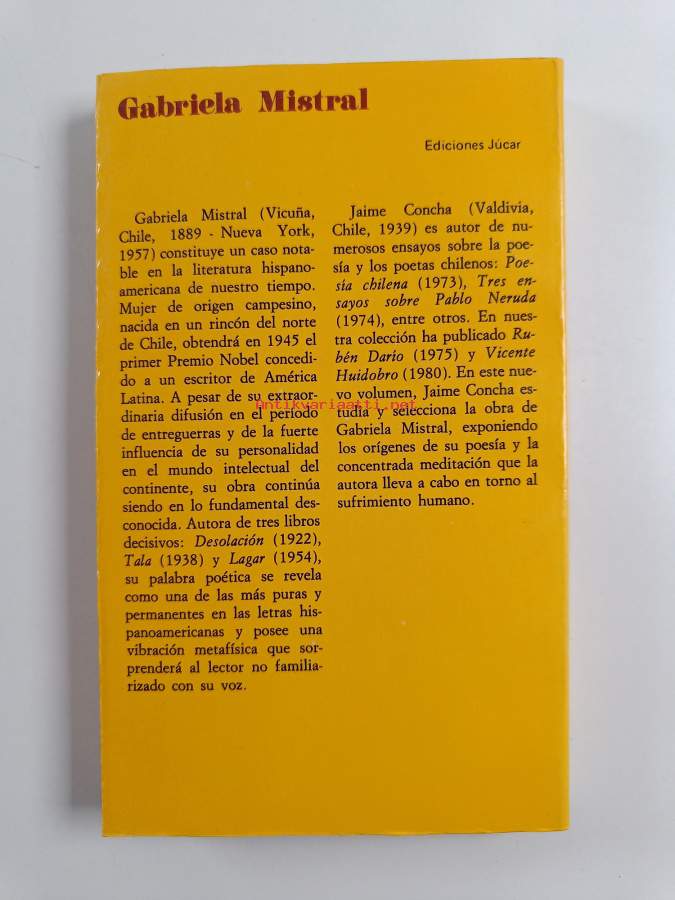 Gabriela Mistral
Ediciones Júcar
Gabriela Mistral (Vicuña,
Chile, 1889 - Nueva York,
1957) constituye un caso nota-
ble en la literatura hispano-
americana de nuestro tiempo.
Mujer de origen campesino,
nacida en un rincón del norte
de Chile, obtendrá en 1945 el
primer Premio Nobel concedi-
do a un escritor de América
Latina. A pesar de su extraor-
dinaria difusión en el período
de entreguerras y de la fuerte
influencia de su personalidad
en el mundo intelectual del
continente, su obra continúa
siendo en lo fundamental des-
conocida. Autora de tres libros
decisivos: Desolación (1922),
Tala (1938) y Lagar (1954),
su palabra poética se revela
como una de las más puras y
permanentes en las letras his-
panoamericanas y posee una
vibración metafísica que sor-
prenderá al lector no familia-
rizado con su voz.
Jaime Concha (Valdivia,
Chile, 1939) es autor de nu-
merosos ensayos sobre la poe-
sía y los poetas chilenos: Poe-
sía chilena (1973), Tres en-
sayos sobre Pablo Neruda
(1974), entre otros. En nues-
tra colección ha publicado Ru-
bén Darío (1975) y Vicente
Huidobro (1980). En este nue-
vo volumen, Jaime Concha es-
tudia y selecciona la obra de
Gabriela Mistral, exponiendo
los orígenes de su poesía y la
concentrada meditación que la
autora lleva a cabo en torno al
sufrimiento humano.
Antikvariaatti.net